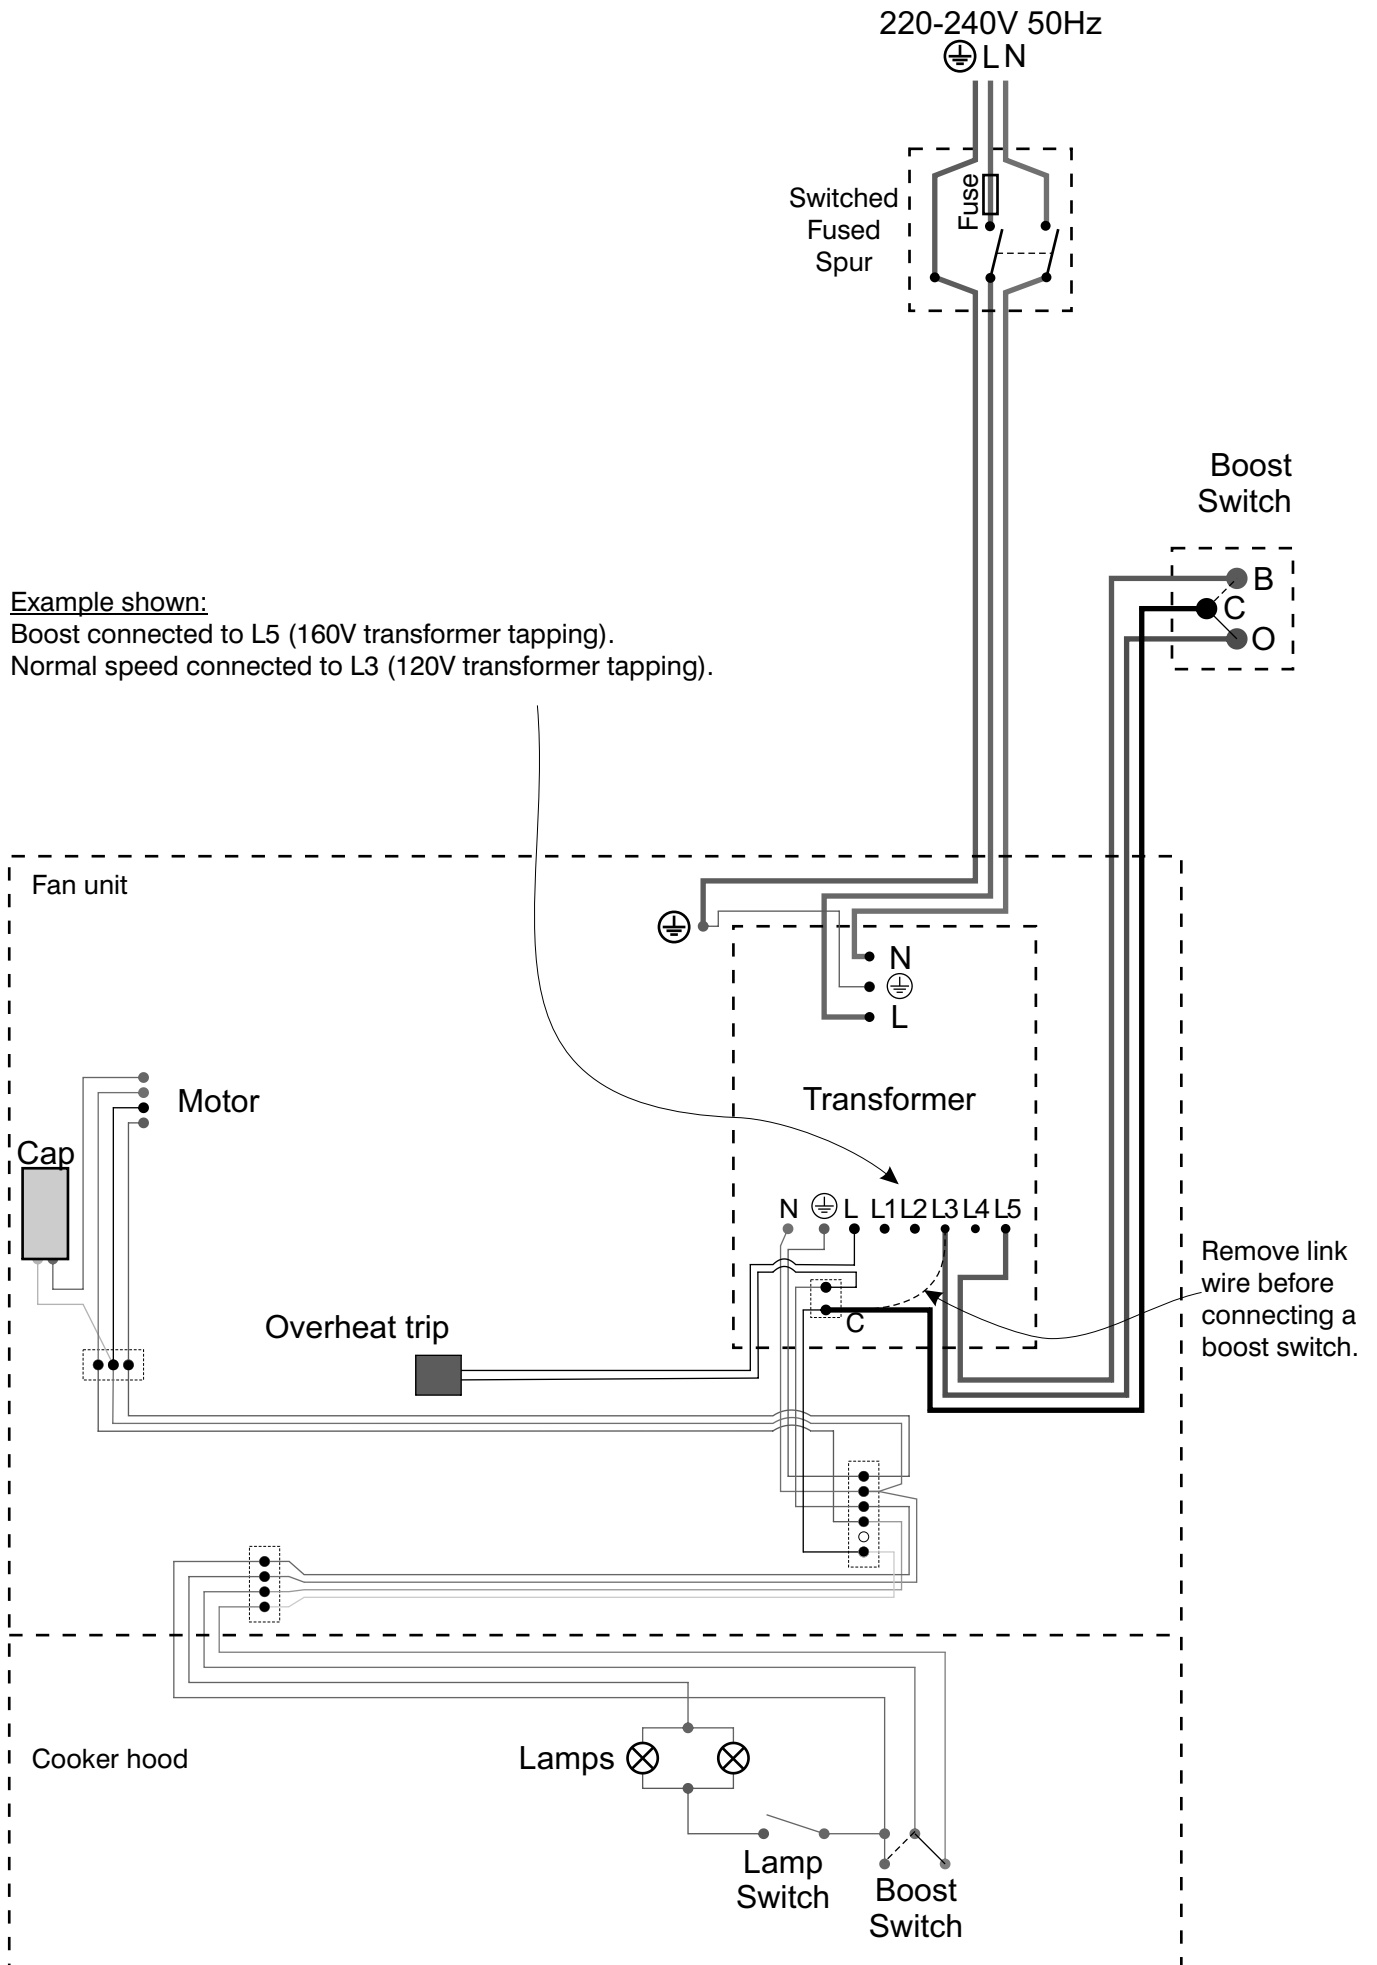 220-240V 50Hz
L N
Switched
Fused
Spur
Fuse
Boost
Switch
B
C
O
Example shown:
Boost connected to L5 (160V transformer tapping).
Normal speed connected to L3 (120V transformer tapping).
Fan unit
N
L
Motor
Transformer
Cap
N L L1 L2 L3 L4 L5
Remove link
wire before
connecting a
boost switch.
C
Overheat trip
Cooker hood
Lamps
Lamp
Switch
Boost
Switch